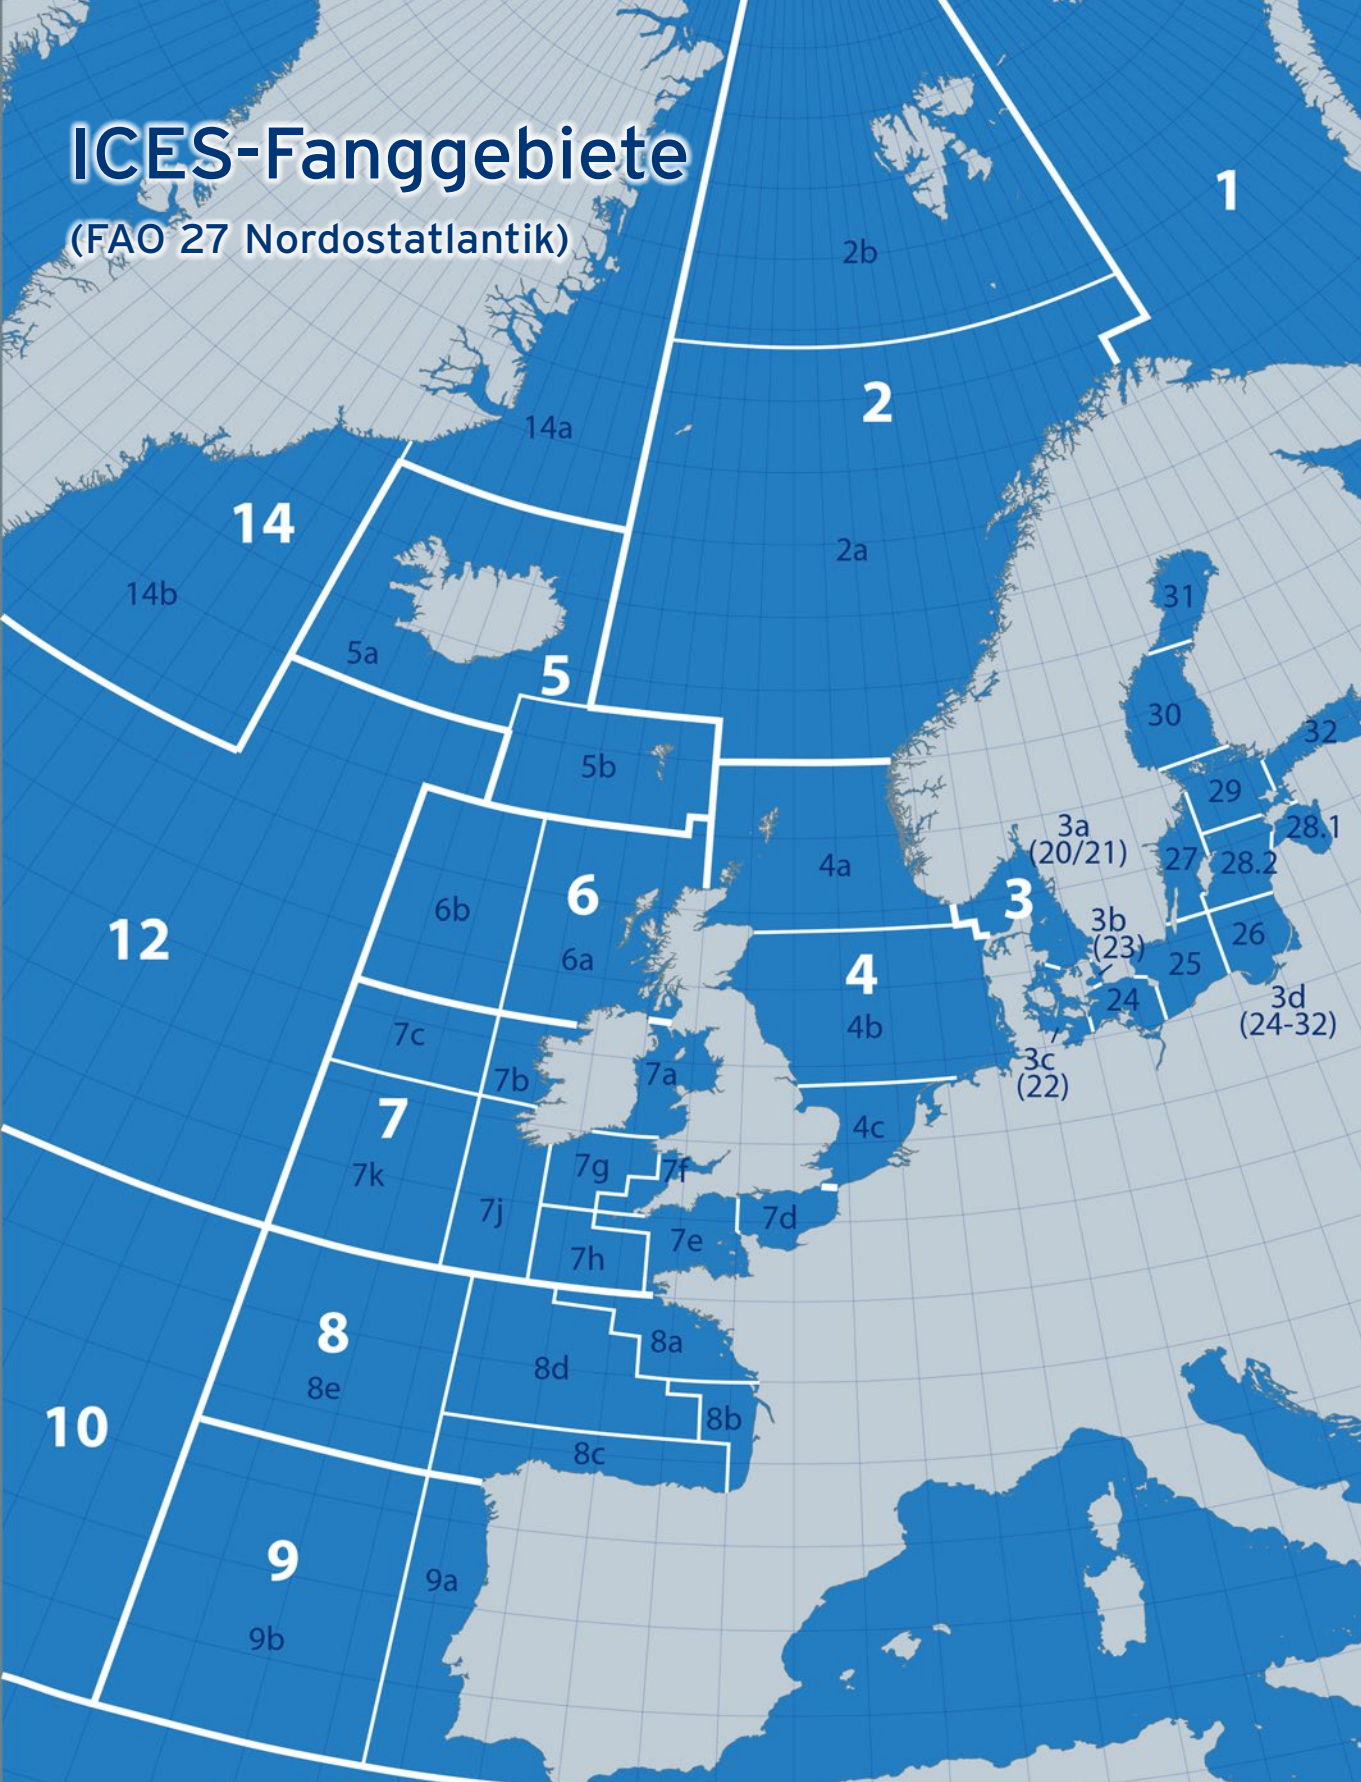 ICES-Fanggebiete
(FAO 27 Nordostatlantik)
1
2b
2
14a
14
2a
14b
31
5a
5
30
32
5b
29
3a
(20/21)
28.1
4a
27
28.2
6
3
6b
12
3b
(23)
26
6a
4
25
3d
(24-32)
24
4b
7c
3c
(22)
7b
7a
7
4c
7g
7f
7k
7j
7d
7e
7h
8
8a
8d
8e
10
8b
8c
9
9a
9b